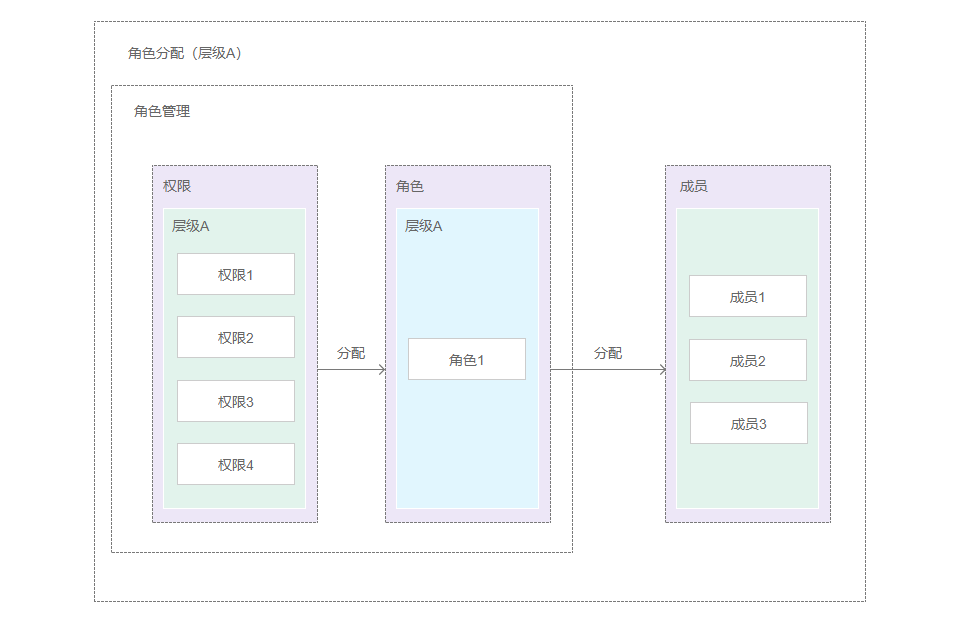 角色分配（层级A）
角色管理
权限
层级A
权限1
权限2
权限3
权限4
分配
角色
层级A
角色1
分配
成员
成员1
成员2
成员3